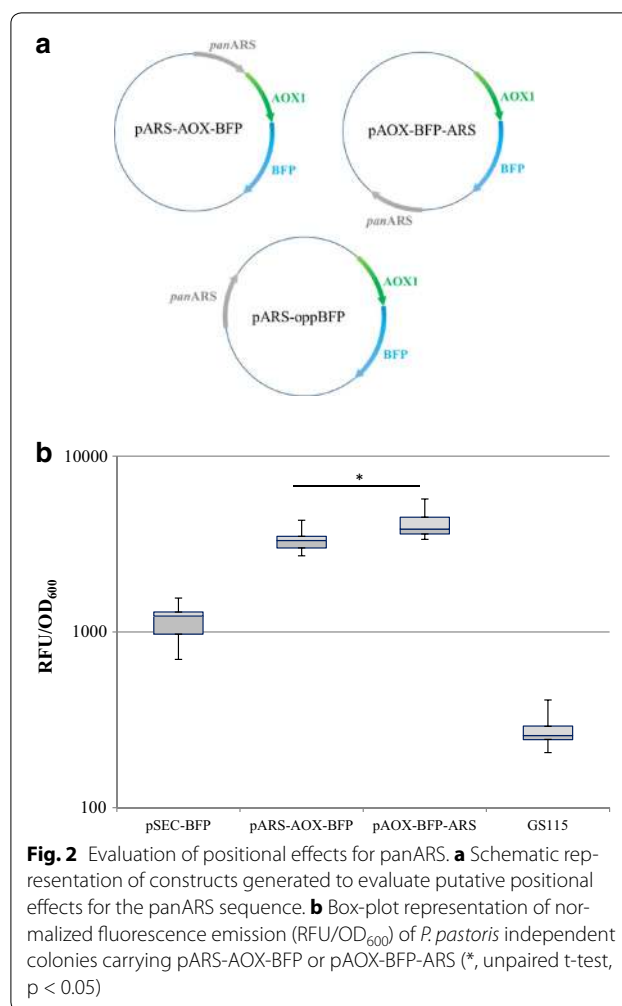 a
panARS
AOX1
pARS-AOX-BFP
BFP
AOX1
pAOX-BFP-ARS
BFP
panARS
panARS
AOX1
pARS-oppBFP
BFP
b
10000
*
1000
RFU/OD600
100
pSEC-BFP pARS-AOX-BFP pAOX-BFP-ARS GS115
Fig. 2 Evaluation of positional effects for panARS. a Schematic rep-
resentation of constructs generated to evaluate putative positional
effects for the panARS sequence. b Box-plot representation of nor-
malized fluorescence emission (RFU/OD600) of P. pastoris independent
colonies carrying pARS-AOX-BFP or pAOX-BFP-ARS (*, unpaired t-test,
p < 0.05)